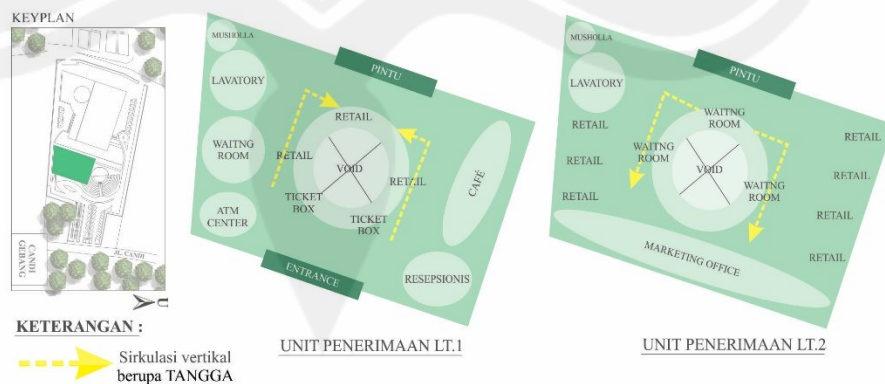 KEYPLAN
CANDI
GEBANG
JL. CANDI
U
KETERANGAN :
Sirkulasi vertikal
berupa TANGGA
MUSHOLLA
LAVATORY
WAITNG
ROOM
ATM
CENTER
PINTU
RETAIL
RETAIL
VOID
RETAIL
TICKET
BOX
TICKET
BOX
CAFÉ
RESEPSIONIS
ENTRANCE
UNIT PENERIMAAN LT.1
MUSHOLLA
LAVATORY
RETAIL
RETAIL
RETAIL
PINTU
WAITNG
ROOM
WAITNG
ROOM
VOID
WAITNG
ROOM
RETAIL
RETAIL
RETAIL
RETAIL
MARKETING OFFICE
UNIT PENERIMAAN LT.2